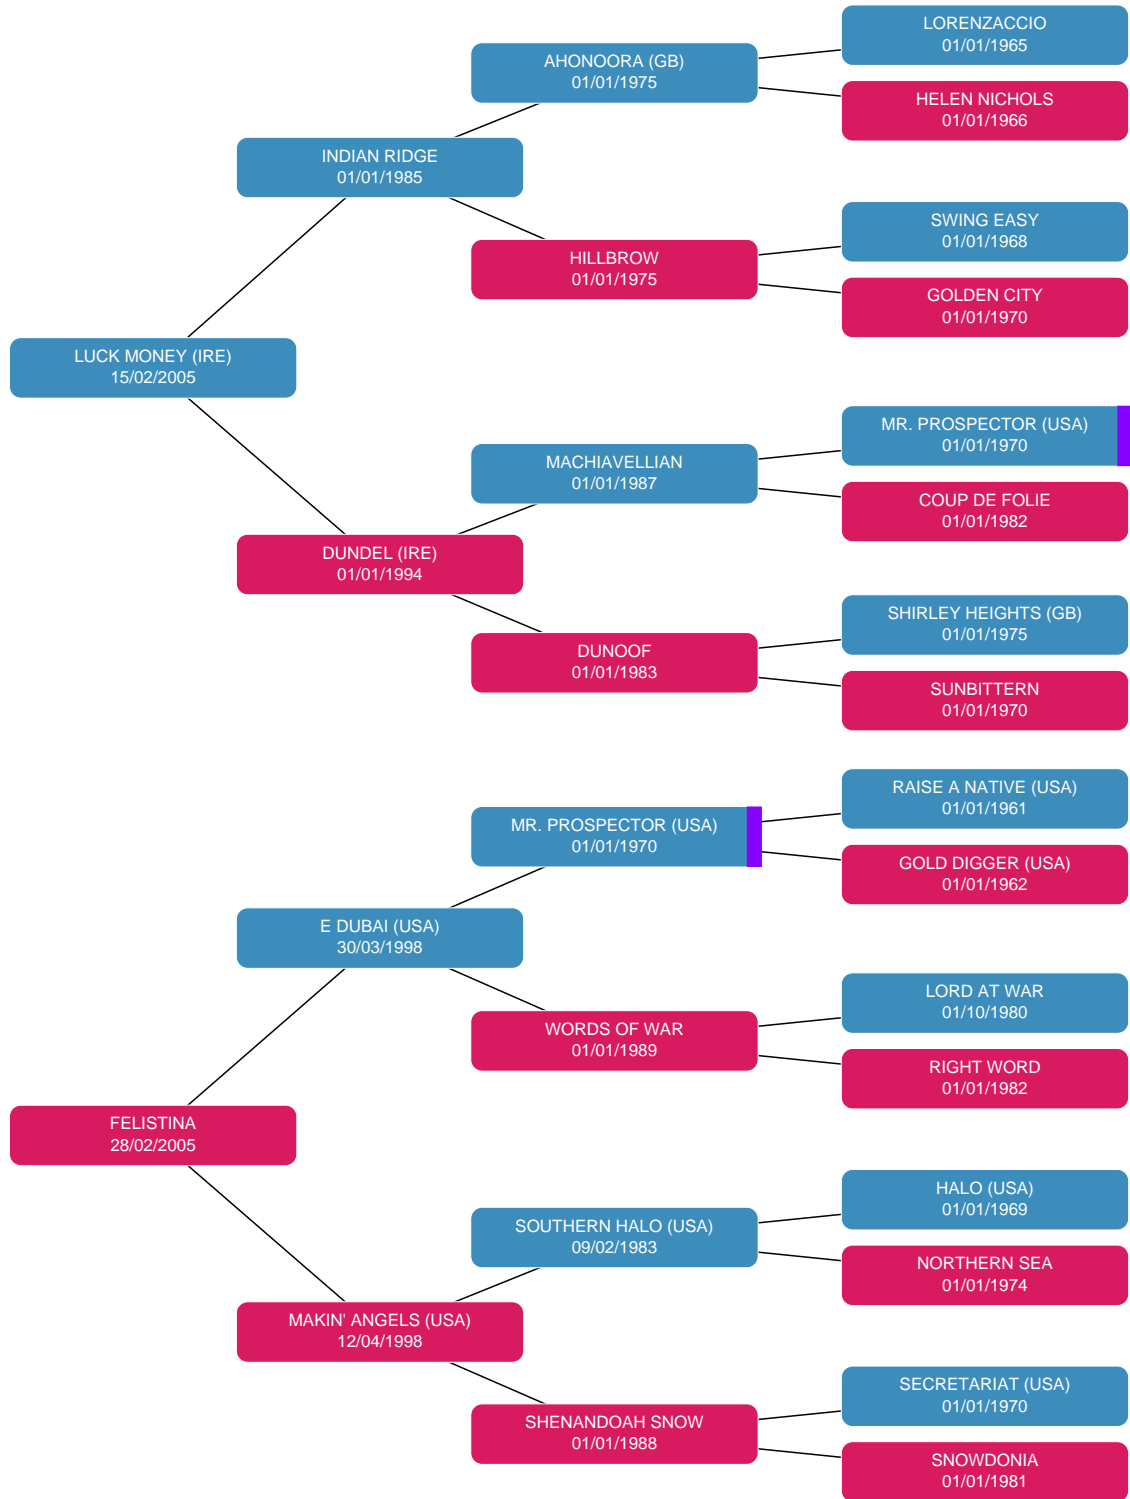 LORENZACCIO
01/01/1965
AHONOORA (GB)
01/01/1975
HELEN NICHOLS
01/01/1966
INDIAN RIDGE
01/01/1985
SWING EASY
01/01/1968
HILLBROW
01/01/1975
GOLDEN CITY
01/01/1970
LUCK MONEY (IRE)
15/02/2005
MR. PROSPECTOR (USA)
01/01/1970
MACHIAVELLIAN
01/01/1987
COUP DE FOLIE
01/01/1982
DUNDEL (IRE)
01/01/1994
SHIRLEY HEIGHTS (GB)
01/01/1975
DUNOOF
01/01/1983
SUNBITTERN
01/01/1970
RAISE A NATIVE (USA)
01/01/1961
MR. PROSPECTOR (USA)
01/01/1970
GOLD DIGGER (USA)
01/01/1962
E DUBAI (USA)
30/03/1998
LORD AT WAR
01/10/1980
WORDS OF WAR
01/01/1989
RIGHT WORD
01/01/1982
FELISTINA
28/02/2005
HALO (USA)
01/01/1969
SOUTHERN HALO (USA)
09/02/1983
NORTHERN SEA
01/01/1974
MAKIN' ANGELS (USA)
12/04/1998
SECRETARIAT (USA)
01/01/1970
SHENANDOAH SNOW
01/01/1988
SNOWDONIA
01/01/1981